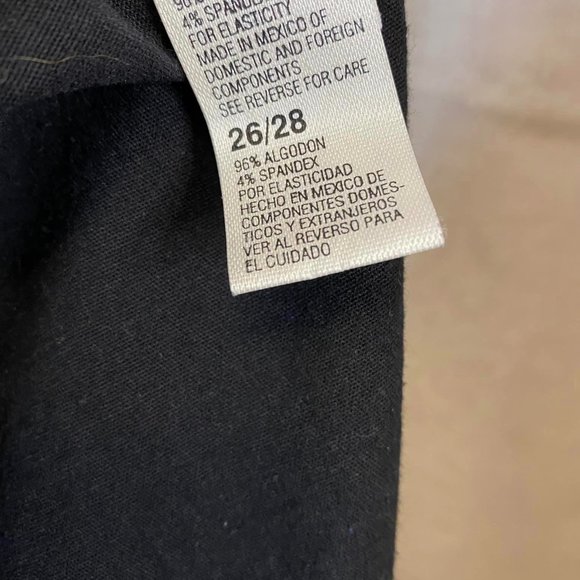 4% SPANDEX
FOR ELASTICITY
MADE IN MEXICO OF
DOMESTIC AND FOREIGN
COMPONENTS
SEE REVERSE FOR CARE
26/28
96% ALGODON
4% SPANDEX
POR ELASTICIDAD
HECHO EN MEXICO DE
COMPONENTES DOMES-
TICOS Y EXTRANJEROS
VER AL REVERSO PARA
EL CUIDADO